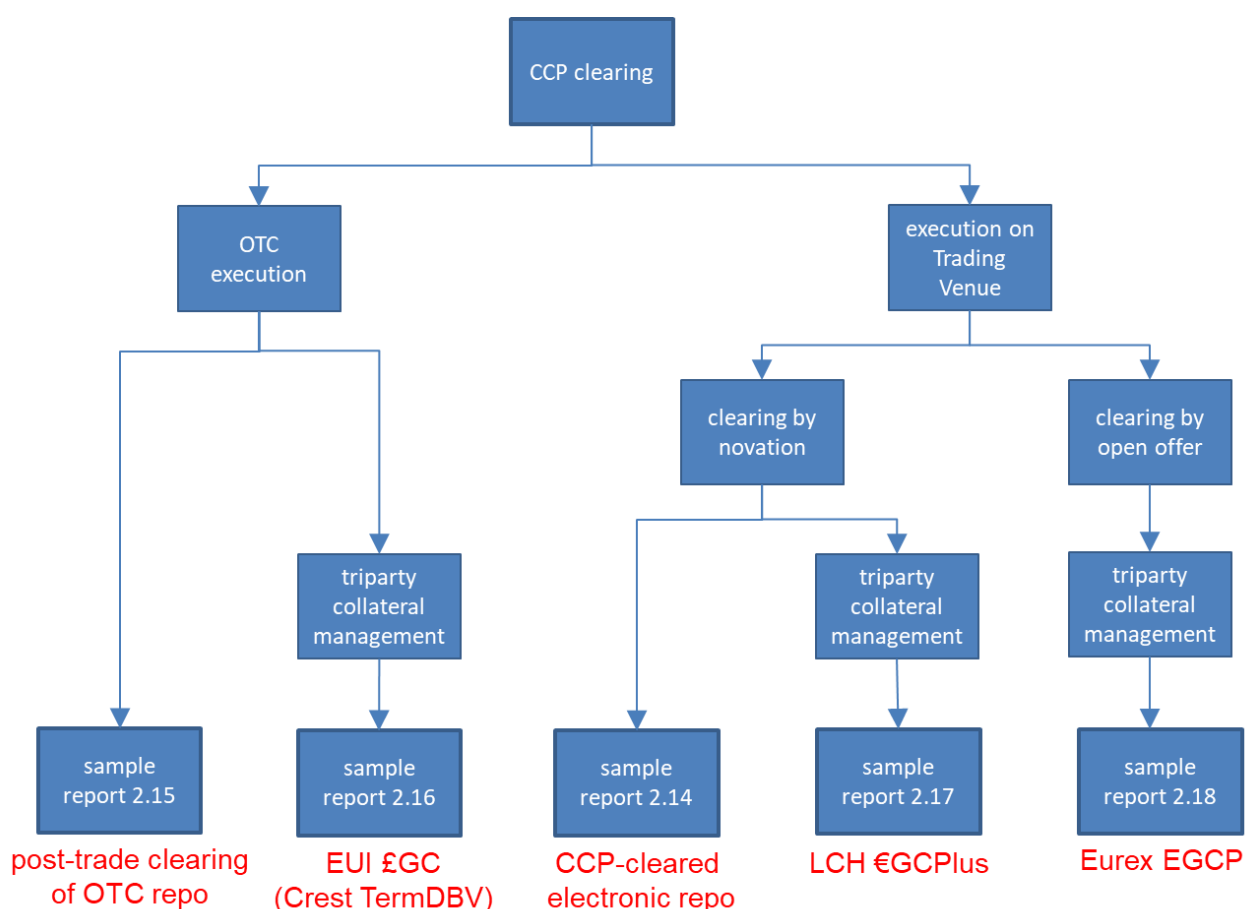 CCP clearing
OTC
execution
execution on
Trading
Venue
clearing by
novation
clearing by
open offer
triparty
collateral
management
triparty
collateral
management
triparty
collateral
management
sample
report 2.15
sample
report 2.16
sample
report 2.14
sample
report 2.17
sample
report 2.18
post-trade clearing
of OTC repo
EUI £GC
(Crest TermDBV)
CCP-cleared
electronic repo
LCH €GCPlus
Eurex EGCP